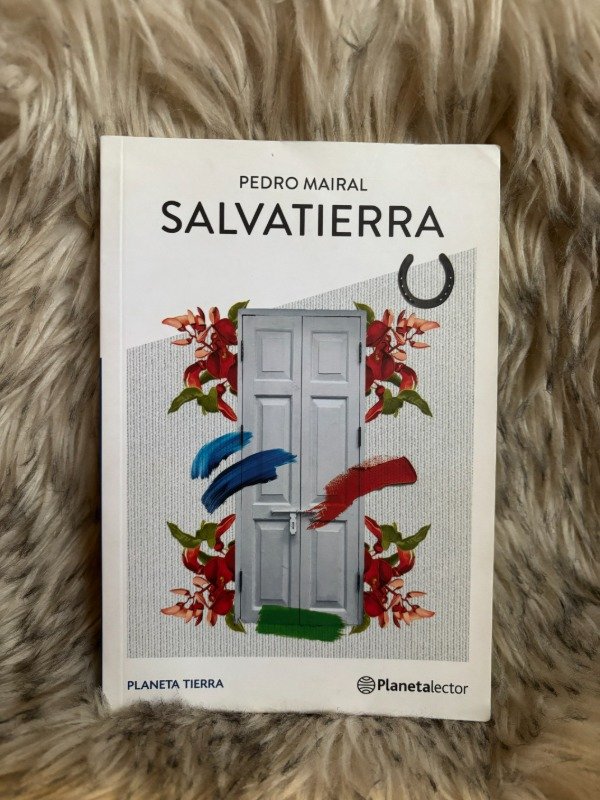 PEDRO MAIRAL
SALVATIERRA
PLANETA TIERRA
Planetalector